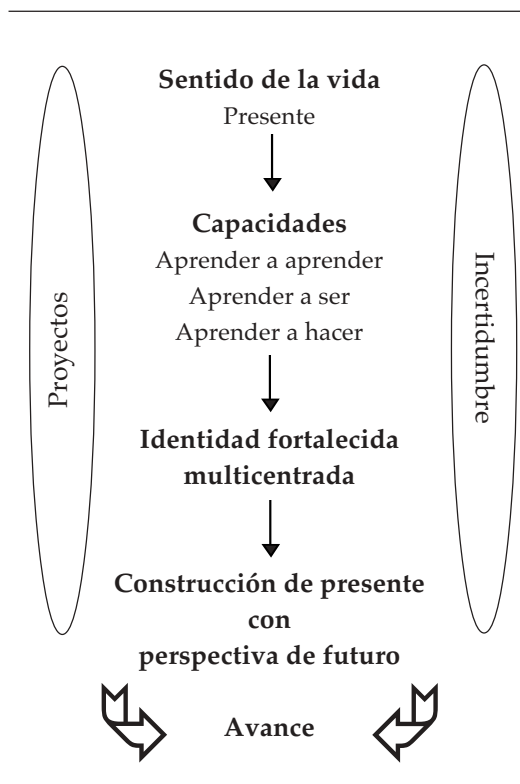 Sentido de la vida
Presente
Capacidades
Aprender a aprender
Aprender a ser
Aprender a hacer
Proyectos
Incertidumbre
Identidad fortalecida
multicentrada
Construcción de presente
con
perspectiva de futuro
Avance